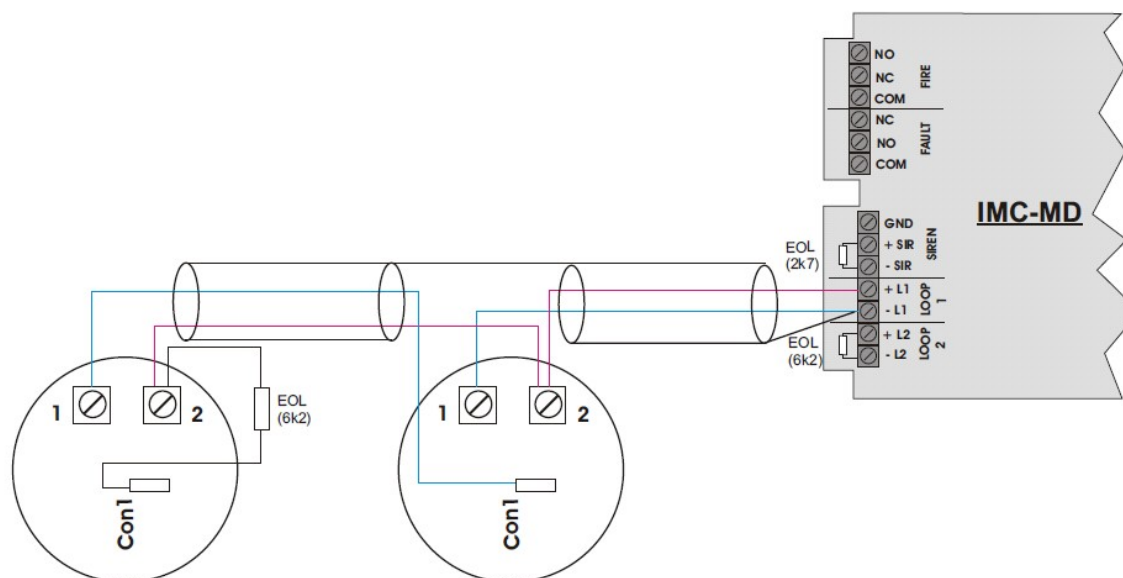 NO
NC
COM
FIRE
NC
NO
COM
FAULT
IMC-MD
GND
+ SIR
- SIR
SIREN
EOL
(2k7)
+ L1
- L1
LOOP
1
EOL
(6k2)
+ L2
- L2
LOOP
2
1
2
EOL
(6k2)
Con1
1
2
Con1